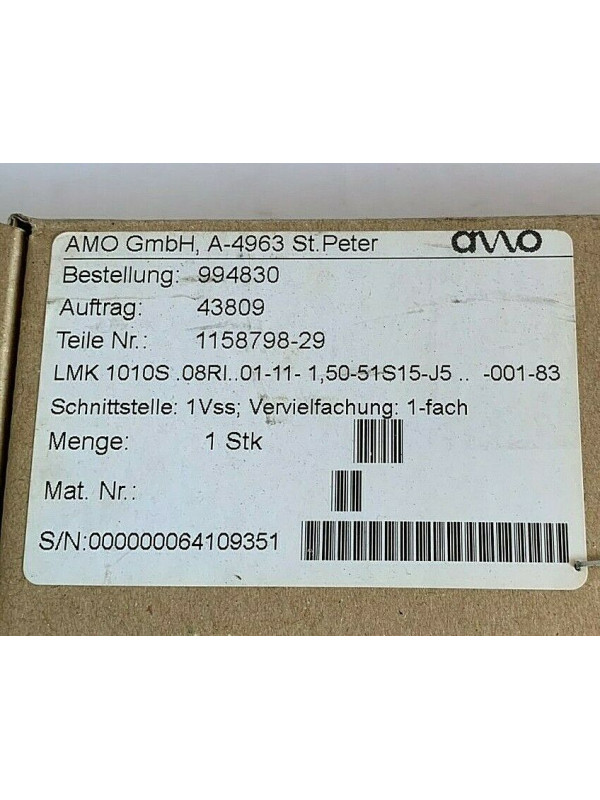 AMO GmbH, A-4963 St.Peter amo
Bestellung: 994830
Auftrag: 43809
Teile Nr.: 1158798-29
LMK 1010S .08RI..01-11- 1,50-51S15-J5 .. -001-83
Schnittstelle: 1Vss; Vervielfachung: 1-fach
Menge: 1 Stk
Mat. Nr.:
S/N:000000064109351